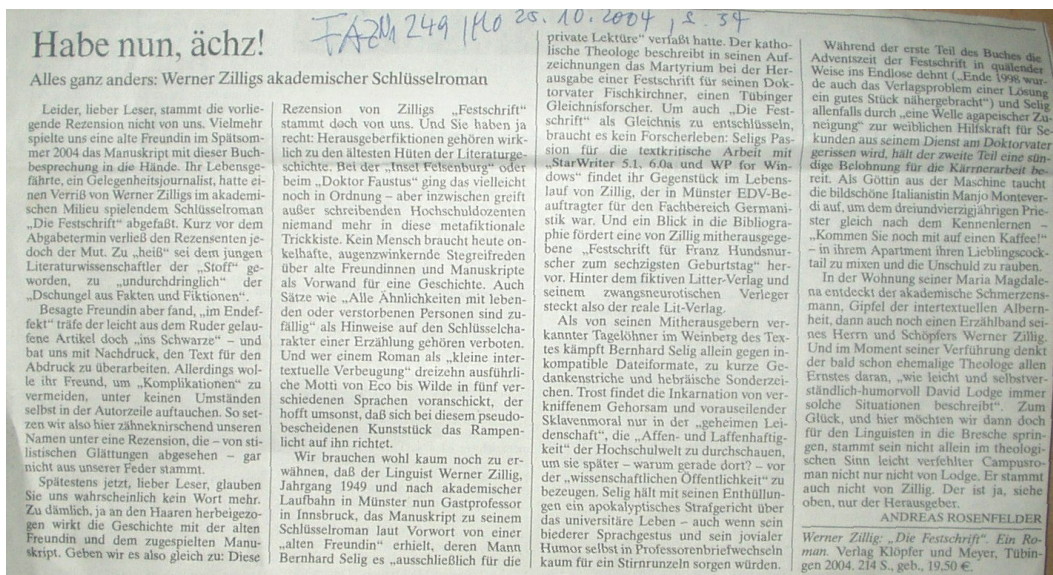 FAZ Nr 249 / Mo 25.10.2004, S. 34
Habe nun, ächz!
Alles ganz anders: Werner Zilligs akademischer Schlüsselroman
Leider, lieber Leser, stammt die vorlie-
gende Rezension nicht von uns. Vielmehr
spielte uns eine alte Freundin im Spätsom-
mer 2004 das Manuskript mit dieser Buch-
besprechung in die Hände. Ihr Lebensge-
fährte, ein Gelegenheitsjournalist, hatte ei-
nen Verriß von Werner Zilligs im akademi-
schen Milieu spielendem Schlüsselroman
„Die Festschrift“ abgefaßt. Kurz vor dem
Abgabetermin verließ den Rezensenten je-
doch der Mut. Zu „heiß“ sei dem jungen
Literaturwissenschaftler der „Stoff“ ge-
worden, zu „undurchdringlich“ der
„Dschungel aus Fakten und Fiktionen“.
Besagte Freundin aber fand, „im Endef-
fekt“ träfe der leicht aus dem Ruder gelau-
fene Artikel doch „ins Schwarze“ – und
bat uns mit Nachdruck, den Text für den
Abdruck zu überarbeiten. Allerdings wol-
le ihr Freund, um „Komplikationen“ zu
vermeiden, unter keinen Umständen
selbst in der Autorzeile auftauchen. So set-
zen wir also hier zähneknirschend unseren
Namen unter eine Rezension, die – von sti-
listischen Glättungen abgesehen – gar
nicht aus unserer Feder stammt.
Spätestens jetzt, lieber Leser, glauben
Sie uns wahrscheinlich kein Wort mehr.
Zu dämlich, ja an den Haaren herbeigezo-
gen wirkt die Geschichte mit der alten
Freundin und dem zugespielten Manu-
skript. Geben wir es also gleich zu: Diese
Rezension von Zilligs „Festschrift“
stammt doch von uns. Und Sie haben ja
recht: Herausgeberfiktionen gehören wirk-
lich zu den ältesten Hüten der Literaturge-
schichte. Bei der „Insel Felsenburg“ oder
beim „Doktor Faustus“ ging das vielleicht
noch in Ordnung – aber inzwischen greift
außer schreibenden Hochschuldozenten
niemand mehr in diese metafiktionale
Trickkiste. Kein Mensch braucht heute on-
kelhafte, augenzwinkernde Stegreifreden
über alte Freundinnen und Manuskripte
als Vorwand für eine Geschichte. Auch
Sätze wie „Alle Ähnlichkeiten mit leben-
den oder verstorbenen Personen sind zu-
fällig“ als Hinweise auf den Schlüsselcha-
rakter einer Erzählung gehören verboten.
Und wer einem Roman als „kleine inter-
textuelle Verbeugung“ dreizehn ausführli-
che Motti von Eco bis Wilde in fünf ver-
schiedenen Sprachen voranschickt, der
hofft umsonst, daß sich bei diesem pseudo-
bescheidenen Kunststück das Rampen-
licht auf ihn richtet.
Wir brauchen wohl kaum noch zu er-
wähnen, daß der Linguist Werner Zillig,
Jahrgang 1949 und nach akademischer
Laufbahn in Münster nun Gastprofessor
in Innsbruck, das Manuskript zu seinem
Schlüsselroman laut Vorwort von einer
„alten Freundin“ erhielt, deren Mann
Bernhard Selig es „ausschließlich für die
private Lektüre“ verfaßt hatte. Der katho-
lische Theologe beschreibt in seinen Auf-
zeichnungen das Martyrium bei der Her-
ausgabe einer Festschrift für seinen Dok-
torvater Fischkirchner, einen Tübinger
Gleichnisforscher. Um auch „Die Fest-
schrift“ als Gleichnis zu entschlüsseln,
braucht es kein Forscherleben: Seligs Pas-
sion für die textkritische Arbeit mit
„StarWriter 5.1, 6.0a und WP for Win-
dows“ findet ihr Gegenstück im Lebens-
lauf von Zillig, der in Münster EDV-Be-
auftragter für den Fachbereich Germani-
stik war. Und ein Blick in die Bibliogra-
phie fördert eine von Zillig mitherausgege-
bene „Festschrift für Franz Hundsnur-
scher zum sechzigsten Geburtstag“ her-
vor. Hinter dem fiktiven Litter-Verlag und
seinem zwangsneurotischen Verleger
steckt also der reale Lit-Verlag.
Als von seinen Mitherausgebern ver-
kannter Tagelöhner im Weinberg des Tex-
tes kämpft Bernhard Selig allein gegen in-
kompatible Dateiformate, zu kurze Ge-
dankenstriche und hebräische Sonderzei-
chen. Trost findet die Inkarnation von ver-
kniffenem Gehorsam und vorauseilender
Sklavenmoral nur in der „geheimen Lei-
denschaft“, die „Affen- und Laffenhaftig-
keit“ der Hochschulwelt zu durchschauen,
um sie später – warum gerade dort? – vor
der „wissenschaftlichen Öffentlichkeit“ zu
bezeugen. Selig hält mit seinen Enthüllun-
gen ein apokalyptisches Strafgericht über
das universitäre Leben – auch wenn sein
biederer Sprachgestus und sein jovialer
Humor selbst in Professorenbriefwechseln
kaum für ein Stirnrunzeln sorgen würden.
Während der erste Teil des Buches die
Adventszeit der Festschrift in quälender
Weise ins Endlose dehnt („Ende 1998 wur-
de auch das Verlagsproblem einer Lösung
ein gutes Stück nähergebracht“) und Selig
allenfalls durch „eine Welle agapeischer Zu-
neigung“ zur weiblichen Hilfskraft für Se-
kunden aus seinem Dienst am Doktorvater
gerissen wird, hält der zweite Teil eine sün-
dige Belohnung für die Kärrnerarbeit be-
reit. Als Göttin aus der Maschine taucht
die bildschöne Italianistin Manjo Montever-
di auf, um dem dreiundvierzigjährigen Prie-
ster gleich nach dem Kennenlernen –
„Kommen Sie noch mit auf einen Kaffee!“
– in ihrem Apartment ihren Lieblingscock-
tail zu mixen und die Unschuld zu rauben.
In der Wohnung seiner Maria Magdale-
na entdeckt der akademische Schmerzens-
mann, Gipfel der intertextuellen Albern-
heit, dann auch noch einen Erzählband sei-
nes Herrn und Schöpfers Werner Zillig.
Und im Moment seiner Verführung denkt
der bald schon ehemalige Theologe allen
Ernstes daran, „wie leicht und selbstver-
ständlich-humorvoll David Lodge immer
solche Situationen beschreibt“. Zum
Glück, und hier möchten wir dann doch
für den Linguisten in die Bresche sprin-
gen, stammt sein nicht allein im theologi-
schen Sinn leicht verfehlter Campusro-
man nicht nur nicht von Lodge. Er stammt
auch nicht von Zillig. Der ist ja, siehe
oben, nur der Herausgeber.
ANDREAS ROSENFELDER
Werner Zillig: „Die Festschrift“. Ein Ro-
man. Verlag Klöpfer und Meyer, Tübin-
gen 2004. 214 S., geb., 19,50 €.